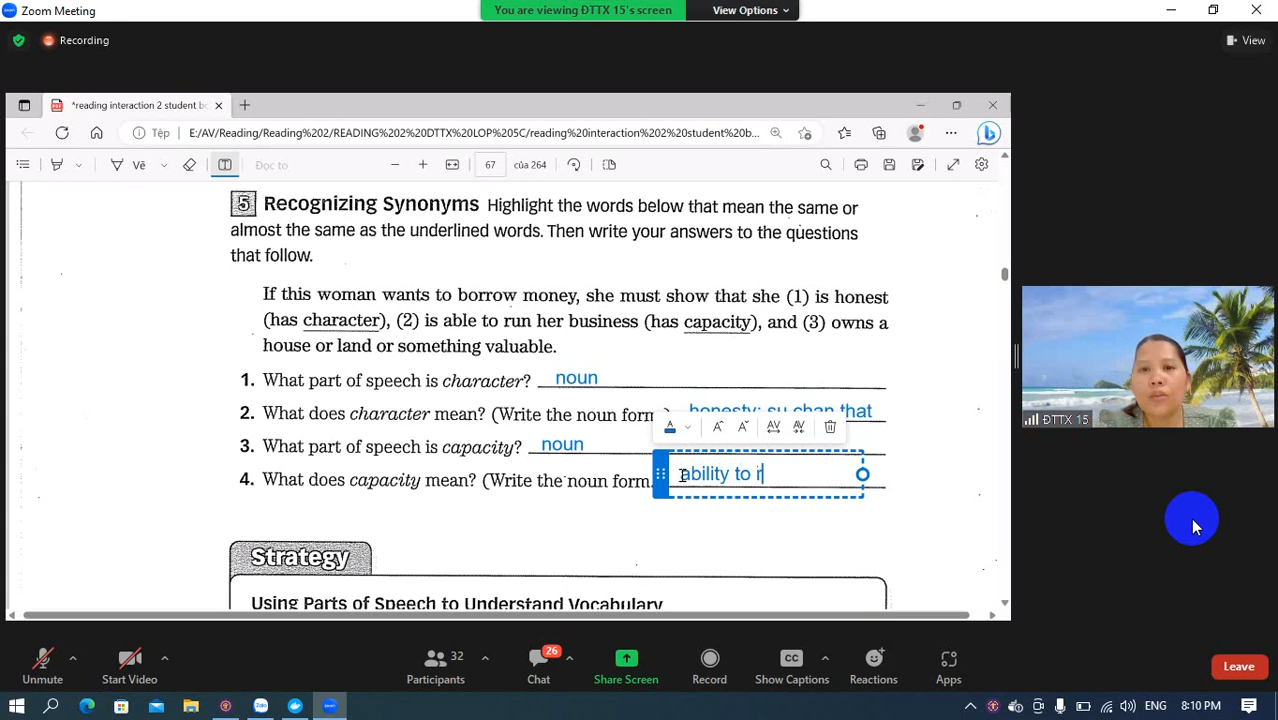 Zoom Meeting
You are viewing ĐTTX 15's screen
View Options
Recording
View
*reading interaction 2 student bo
Tệp
E:/AV/Reading/Reading%202/READING%202%20DTTX%20LOP%205C/reading%20interaction%202%20student%20b...
Vẽ
Đọc to
67
của 264
5 Recognizing Synonyms Highlight the words below that mean the same or
almost the same as the underlined words. Then write your answers to the questions
that follow.
If this woman wants to borrow money, she must show that she (1) is honest
(has character), (2) is able to run her business (has capacity), and (3) owns a
house or land or something valuable.
1. What part of speech is character? noun
2. What does character mean? (Write the noun form.) honesty: su chan that
3. What part of speech is capacity? noun
4. What does capacity mean? (Write the noun form. ability to r
Strategy
Using Parts of Speech to Understand Vocabulary
ĐTTX 15
Unmute
Start Video
32
Participants
26
Chat
Share Screen
Record
CC
Show Captions
Reactions
Apps
Leave
ENG
8:10 PM